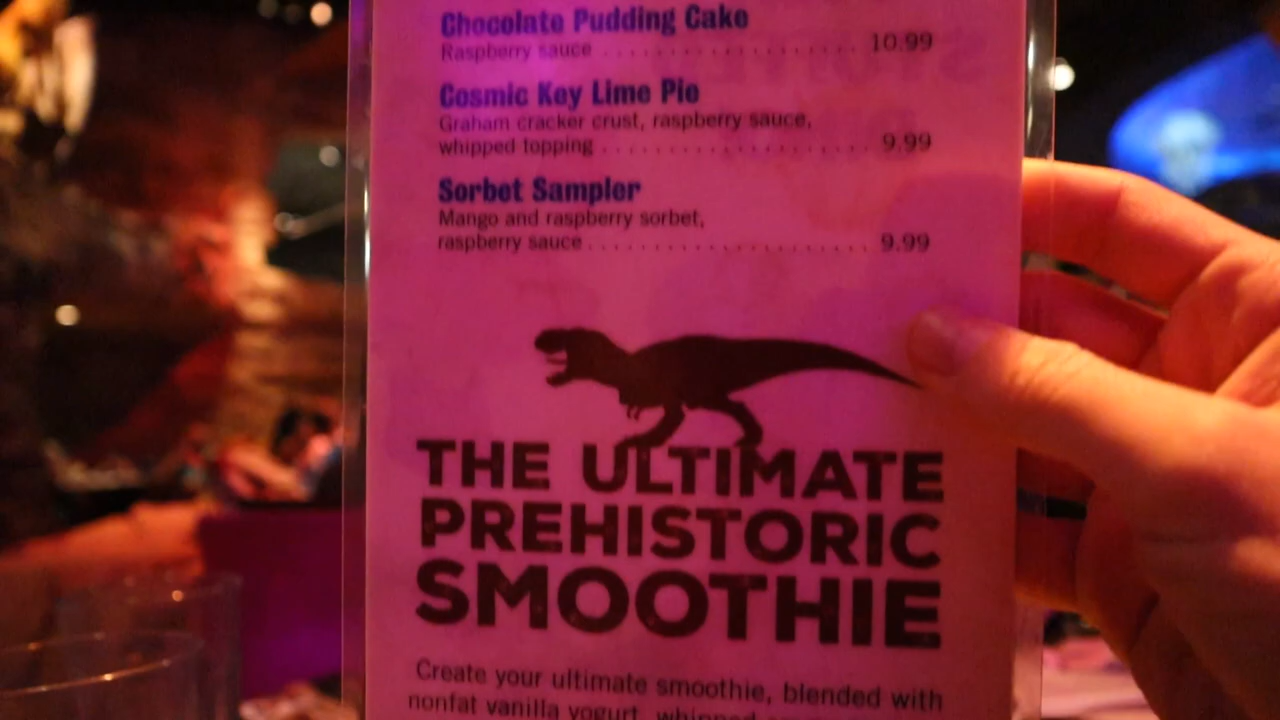 Chocolate Pudding Cake
Raspberry sauce . . . . . . . . . . . . . . . . . . . . . . 10.99
Cosmic Key Lime Pie
Graham cracker crust, raspberry sauce,
whipped topping . . . . . . . . . . . . . . . . . . . . . . 9.99
Sorbet Sampler
Mango and raspberry sorbet,
raspberry sauce . . . . . . . . . . . . . . . . . . . . . . . 9.99
THE ULTIMATE
PREHISTORIC
SMOOTHIE
Create your ultimate smoothie, blended with
nonfat vanilla yogurt, whipped